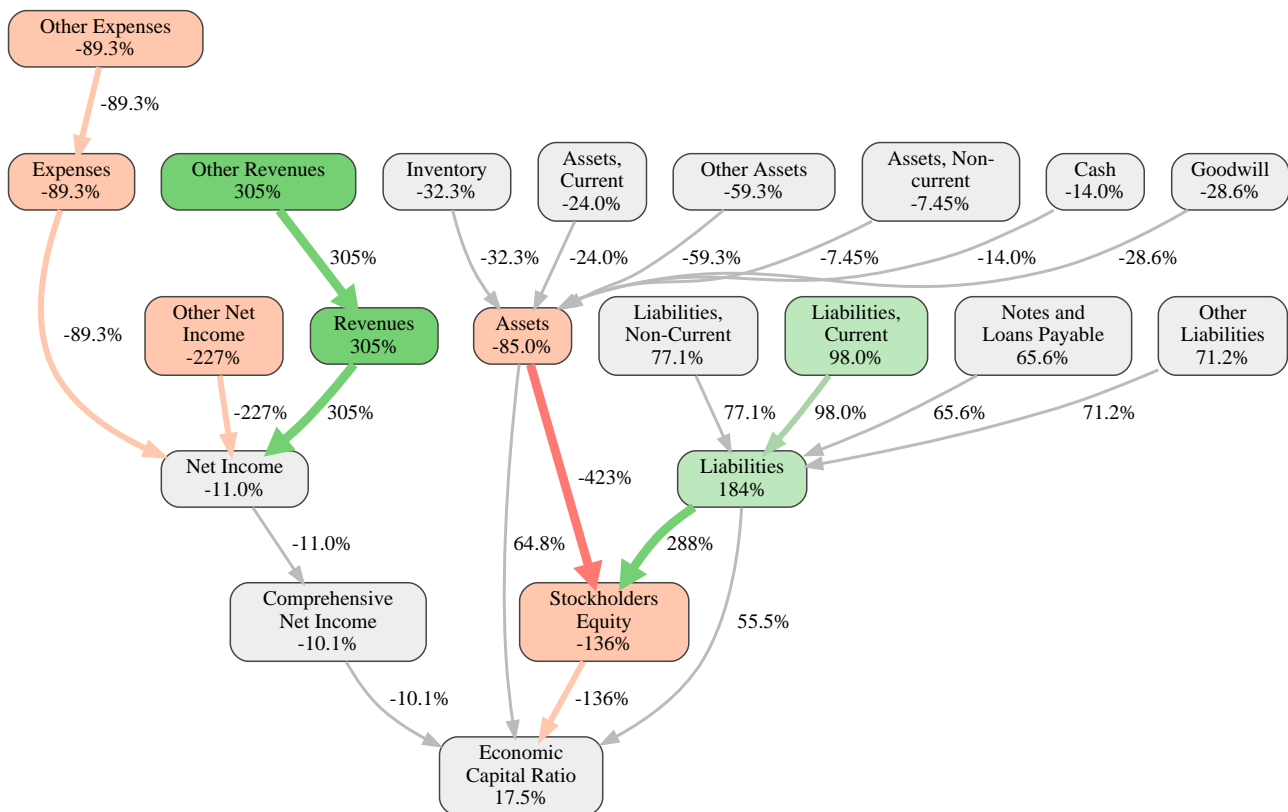 Other Expenses
-89.3%
-89.3%
Expenses
-89.3%
Other Revenues
305%
Inventory
-32.3%
Assets,
Current
-24.0%
Other Assets
-59.3%
Assets, Non-
current
-7.45%
Cash
-14.0%
Goodwill
-28.6%
305%
-32.3%
-24.0%
-59.3%
-7.45%
-14.0%
-28.6%
-89.3%
Other Net
Income
-227%
Revenues
305%
Assets
-85.0%
Liabilities,
Non-Current
77.1%
Liabilities,
Current
98.0%
Notes and
Loans Payable
65.6%
Other
Liabilities
71.2%
-227%
305%
77.1%
98.0%
65.6%
71.2%
Net Income
-11.0%
-423%
Liabilities
184%
-11.0%
64.8%
288%
55.5%
Comprehensive
Net Income
-10.1%
Stockholders
Equity
-136%
-10.1%
-136%
Economic
Capital Ratio
17.5%